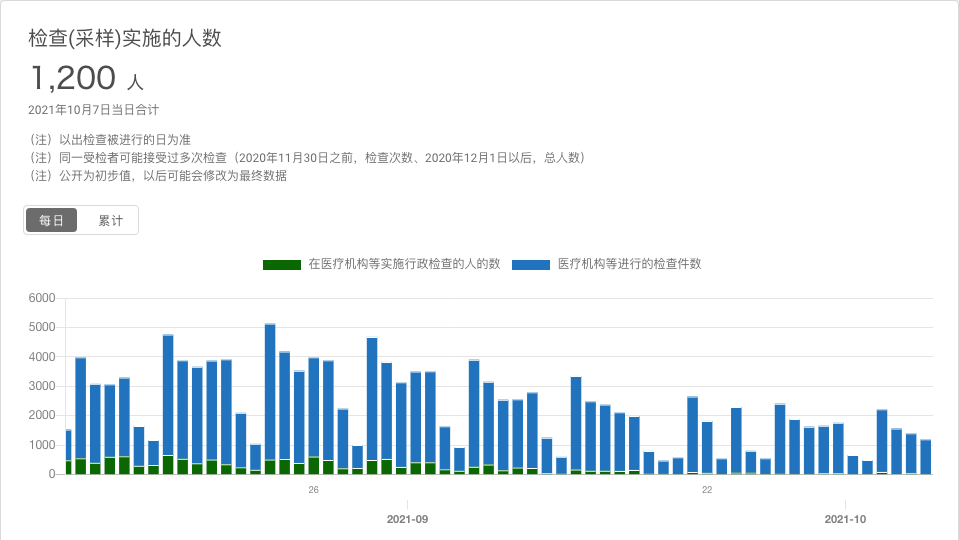 检查(采样)实施的人数
1,200 人
2021年10月7日当日合计
（注）以出检查被进行的日为准
（注）同一受检者可能接受过多次检查（2020年11月30日之前，检查次数、2020年12月1日以后，总人数）
（注）公开为初步值，以后可能会修改为最终数据
每日 累计
在医疗机构等实施行政检查的人的数 医疗机构等进行的检查件数
6000
5000
4000
3000
2000
1000
0
26 22
2021-09 2021-10